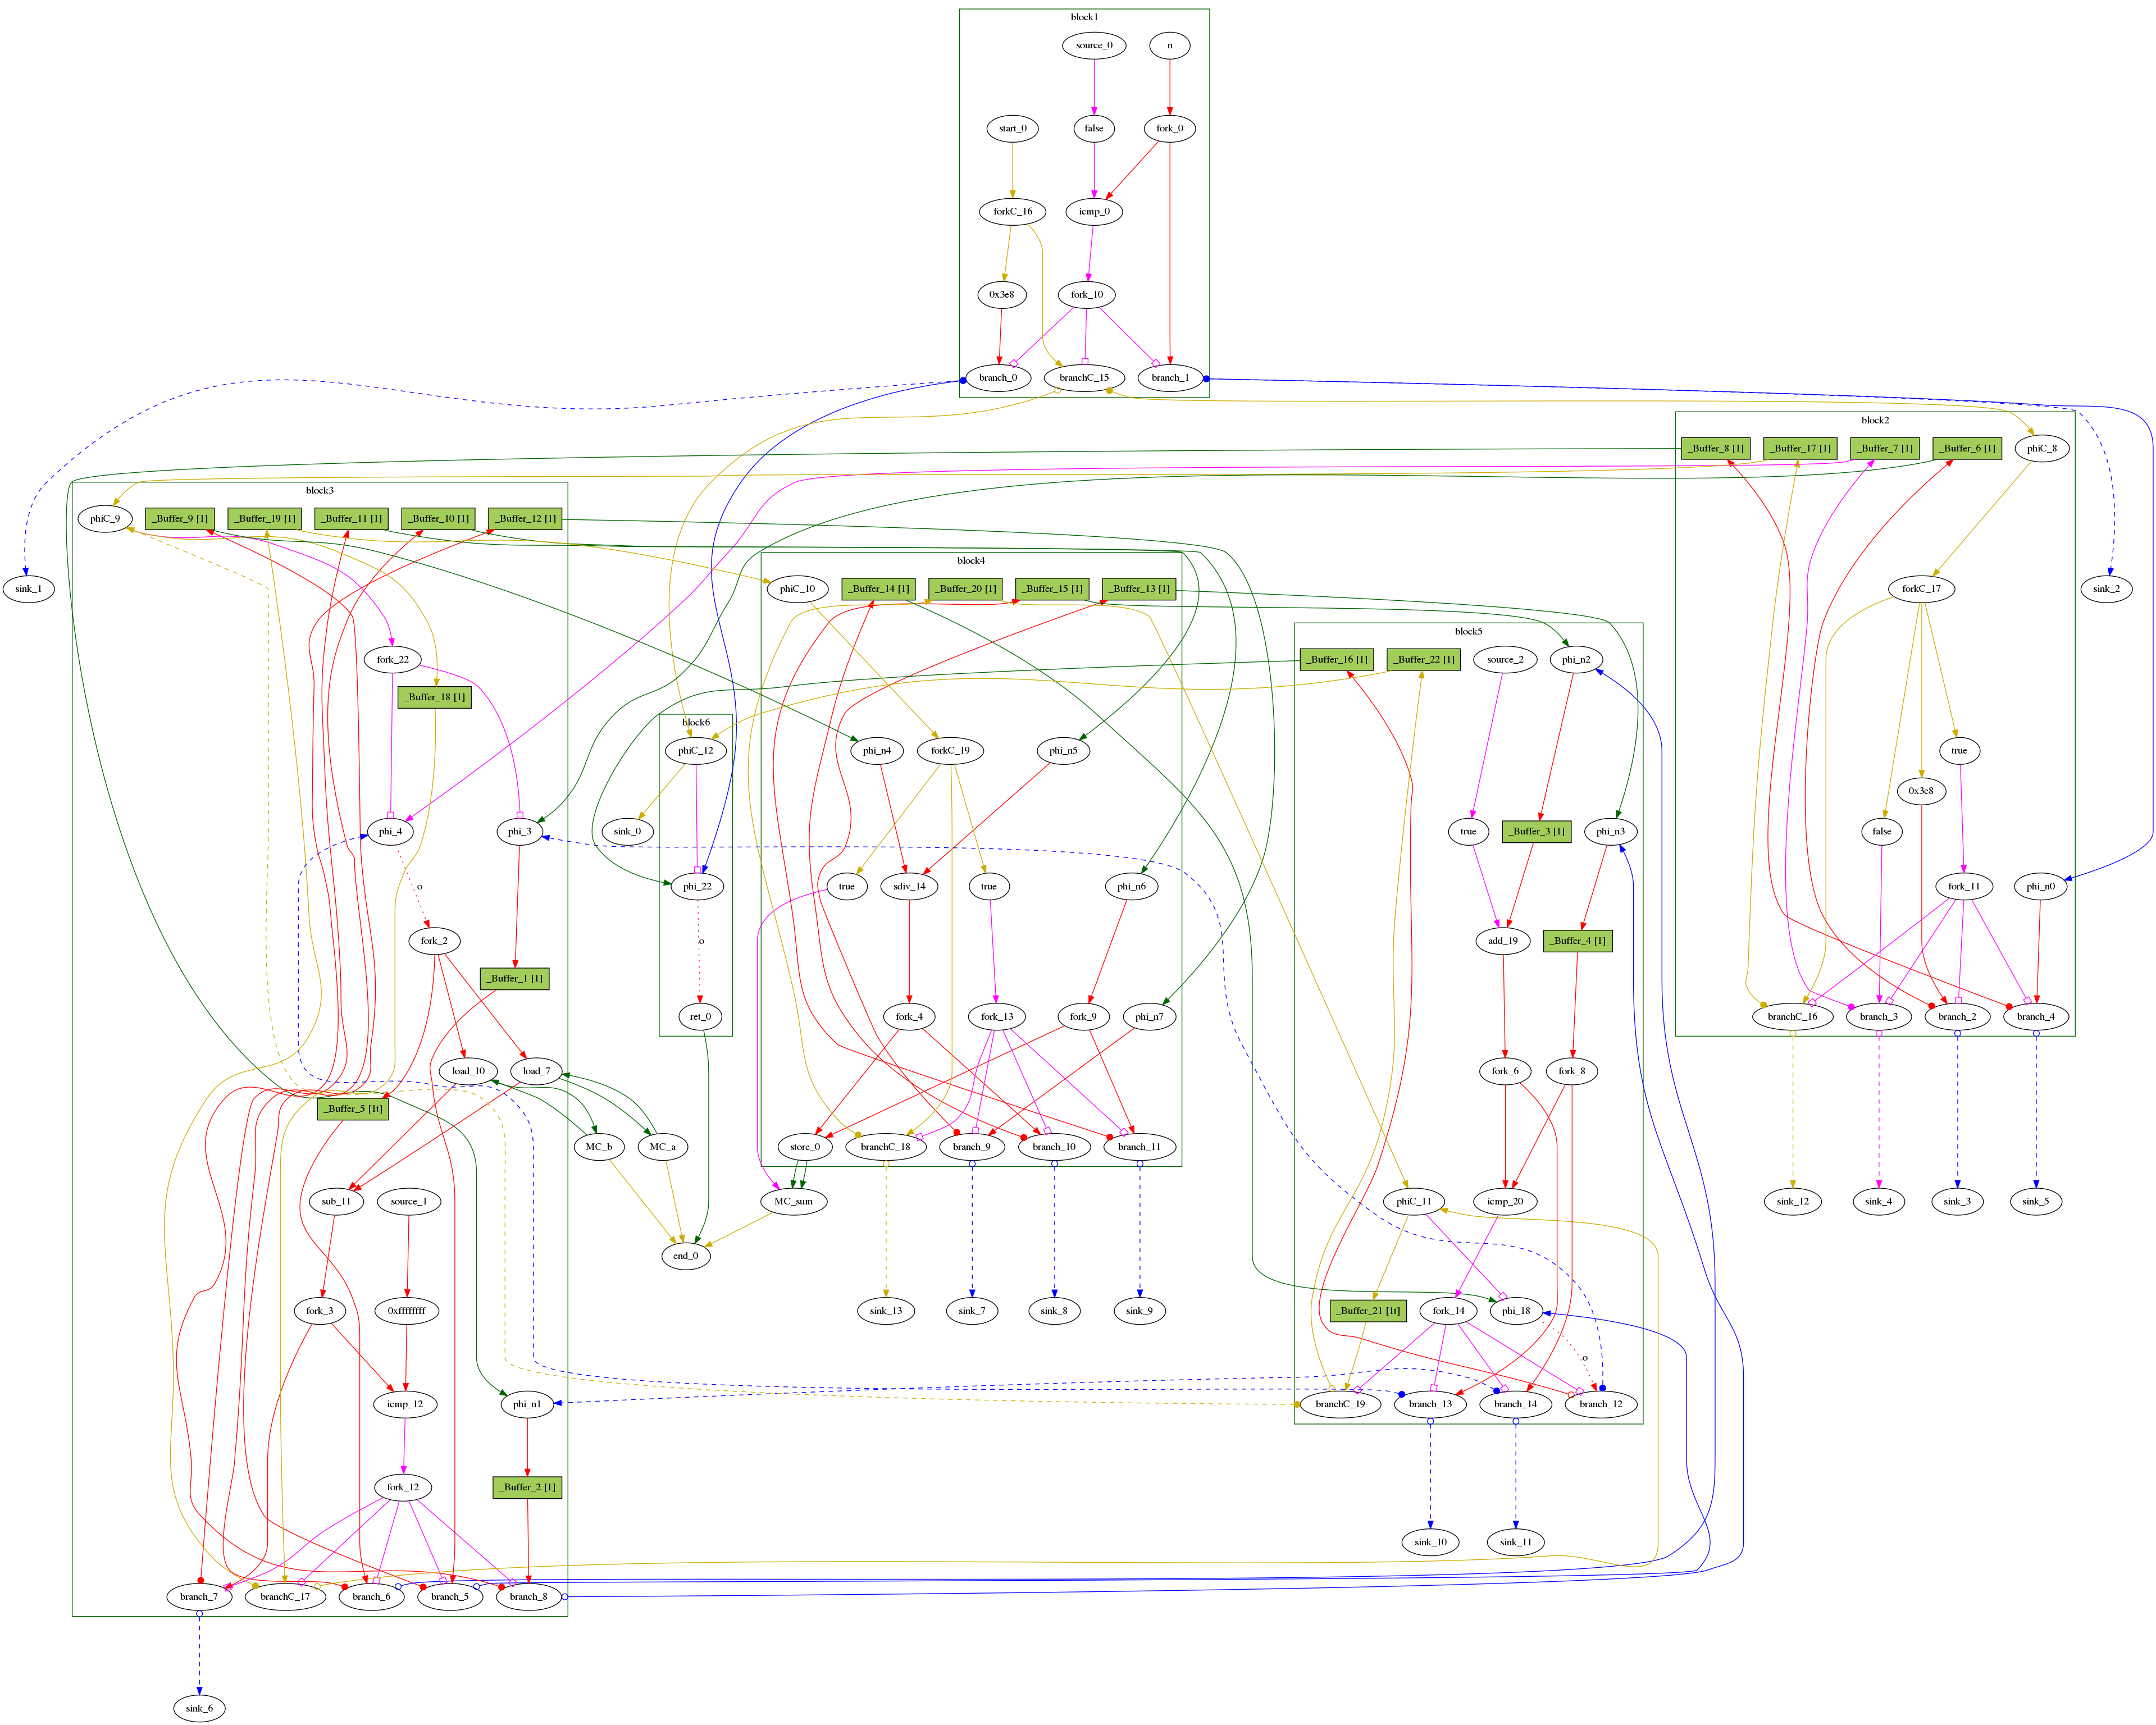 block1
source_0
n
start_0
false
fork_0
forkC_16
icmp_0
0x3e8
fork_10
branch_0
branchC_15
branch_1
block2
_Buffer_8 [1]
_Buffer_17 [1]
_Buffer_7 [1]
_Buffer_6 [1]
phiC_8
block3
phiC_9
_Buffer_9 [1]
_Buffer_19 [1]
_Buffer_11 [1]
_Buffer_10 [1]
_Buffer_12 [1]
sink_1
block4
phiC_10
_Buffer_14 [1]
_Buffer_20 [1]
_Buffer_15 [1]
_Buffer_13 [1]
forkC_17
sink_2
block5
fork_22
_Buffer_16 [1]
_Buffer_22 [1]
source_2
phi_n2
_Buffer_18 [1]
block6
phiC_12
phi_n4
forkC_19
phi_n5
true
0x3e8
phi_4
phi_3
sink_0
true
_Buffer_3 [1]
phi_n3
false
phi_22
true
sdiv_14
true
phi_n6
fork_11
phi_n0
o
fork_2
o
add_19
_Buffer_4 [1]
_Buffer_1 [1]
ret_0
fork_4
fork_13
fork_9
phi_n7
branchC_16
branch_3
branch_2
branch_4
load_10
load_7
fork_6
fork_8
_Buffer_5 [1t]
MC_b
MC_a
store_0
branchC_18
branch_9
branch_10
branch_11
sub_11
source_1
MC_sum
phiC_11
icmp_20
sink_12
sink_4
sink_3
sink_5
end_0
fork_3
0xffffffff
sink_13
sink_7
sink_8
sink_9
_Buffer_21 [1t]
fork_14
phi_18
o
icmp_12
phi_n1
branchC_19
branch_13
branch_14
branch_12
fork_12
_Buffer_2 [1]
sink_10
sink_11
branch_7
branchC_17
branch_6
branch_5
branch_8
sink_6